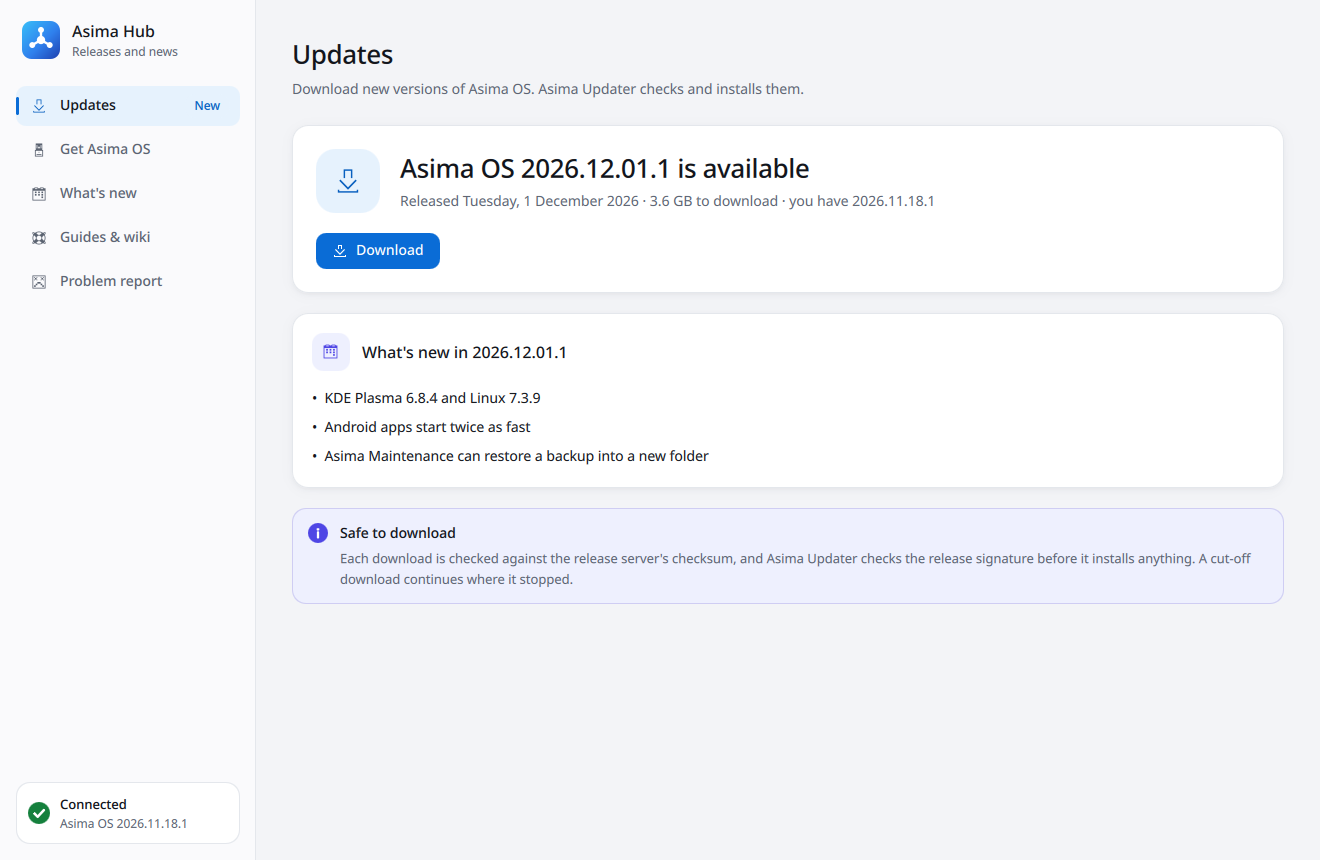 Asima Hub
Releases and news
Updates
New
Get Asima OS
What's new
Guides & wiki
Problem report
Connected
Asima OS 2026.11.18.1
Updates
Download new versions of Asima OS. Asima Updater checks and installs them.
Asima OS 2026.12.01.1 is available
Released Tuesday, 1 December 2026 · 3.6 GB to download · you have 2026.11.18.1
Download
What's new in 2026.12.01.1
• KDE Plasma 6.8.4 and Linux 7.3.9
• Android apps start twice as fast
• Asima Maintenance can restore a backup into a new folder
Safe to download
Each download is checked against the release server's checksum, and Asima Updater checks the release signature before it installs anything. A cut-off
download continues where it stopped.